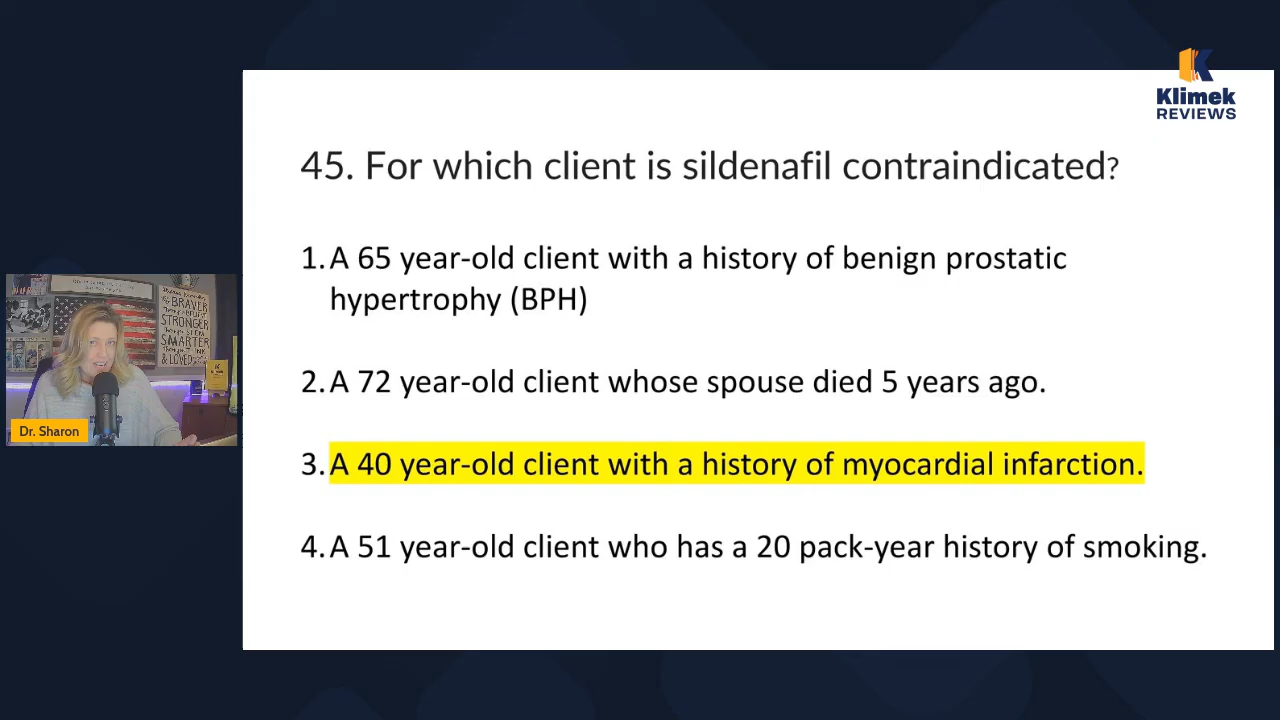 Klimek
REVIEWS
45. For which client is sildenafil contraindicated?
1. A 65 year-old client with a history of benign prostatic
hypertrophy (BPH)
2. A 72 year-old client whose spouse died 5 years ago.
3. A 40 year-old client with a history of myocardial infarction.
4. A 51 year-old client who has a 20 pack-year history of smoking.
BRAVER
STRONGER
SMARTER
& LOVED
Dr. Sharon